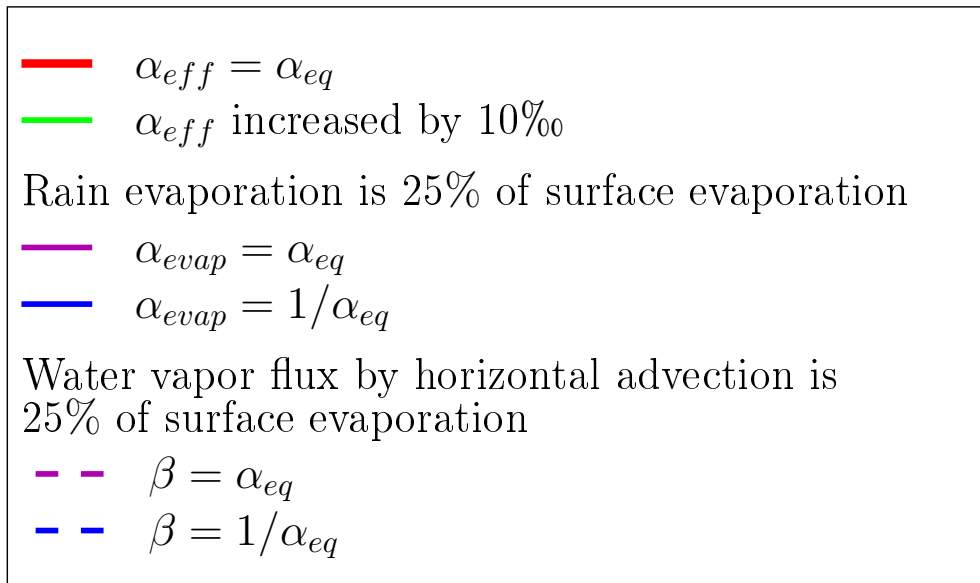 α_eff = α_eq
α_eff increased by 10‰
Rain evaporation is 25% of surface evaporation
α_evap = α_eq
α_evap = 1/α_eq
Water vapor flux by horizontal advection is
25% of surface evaporation
β = α_eq
β = 1/α_eq